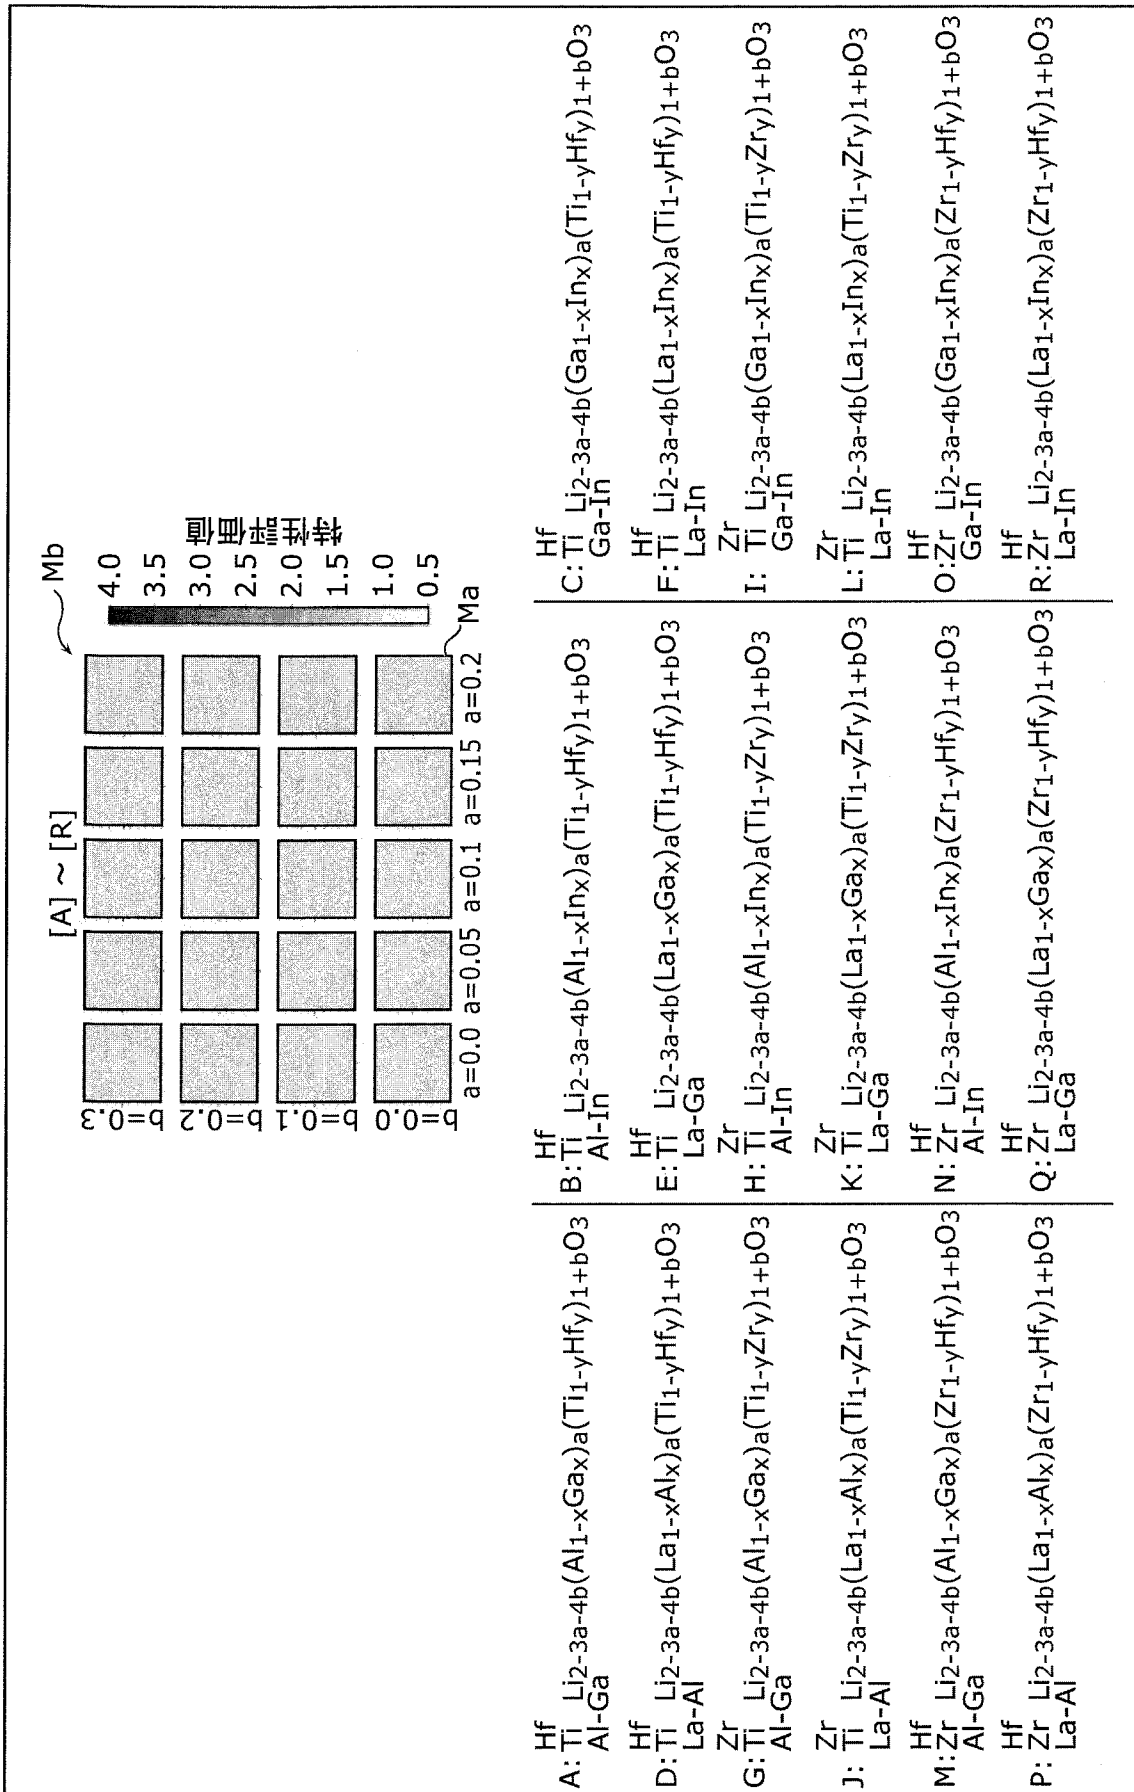 [A] ~ [R]
Mb
b=0.3
b=0.2
b=0.1
b=0.0
a=0.0 a=0.05 a=0.1 a=0.15 a=0.2
Ma
4.0
3.5
3.0
2.5
2.0
1.5
1.0
0.5
特性評価値
Hf
A: Ti Li2-3a-4b(Al1-xGax)a(Ti1-yHfy)1+bO3
Al-Ga
Hf
B: Ti Li2-3a-4b(Al1-xInx)a(Ti1-yHfy)1+bO3
Al-In
Hf
C: Ti Li2-3a-4b(Ga1-xInx)a(Ti1-yHfy)1+bO3
Ga-In
Hf
D: Ti Li2-3a-4b(La1-xAlx)a(Ti1-yHfy)1+bO3
La-Al
Hf
E: Ti Li2-3a-4b(La1-xGax)a(Ti1-yHfy)1+bO3
La-Ga
Hf
F: Ti Li2-3a-4b(La1-xInx)a(Ti1-yHfy)1+bO3
La-In
Zr
G: Ti Li2-3a-4b(Al1-xGax)a(Ti1-yZry)1+bO3
Al-Ga
Zr
H: Ti Li2-3a-4b(Al1-xInx)a(Ti1-yZry)1+bO3
Al-In
Zr
I: Ti Li2-3a-4b(Ga1-xInx)a(Ti1-yZry)1+bO3
Ga-In
Zr
J: Ti Li2-3a-4b(La1-xAlx)a(Ti1-yZry)1+bO3
La-Al
Zr
K: Ti Li2-3a-4b(La1-xGax)a(Ti1-yZry)1+bO3
La-Ga
Zr
L: Ti Li2-3a-4b(La1-xInx)a(Ti1-yZry)1+bO3
La-In
Hf
M: Zr Li2-3a-4b(Al1-xGax)a(Zr1-yHfy)1+bO3
Al-Ga
Hf
N: Zr Li2-3a-4b(Al1-xInx)a(Zr1-yHfy)1+bO3
Al-In
Hf
O: Zr Li2-3a-4b(Ga1-xInx)a(Zr1-yHfy)1+bO3
Ga-In
Hf
P: Zr Li2-3a-4b(La1-xAlx)a(Zr1-yHfy)1+bO3
La-Al
Hf
Q: Zr Li2-3a-4b(La1-xGax)a(Zr1-yHfy)1+bO3
La-Ga
Hf
R: Zr Li2-3a-4b(La1-xInx)a(Zr1-yHfy)1+bO3
La-In